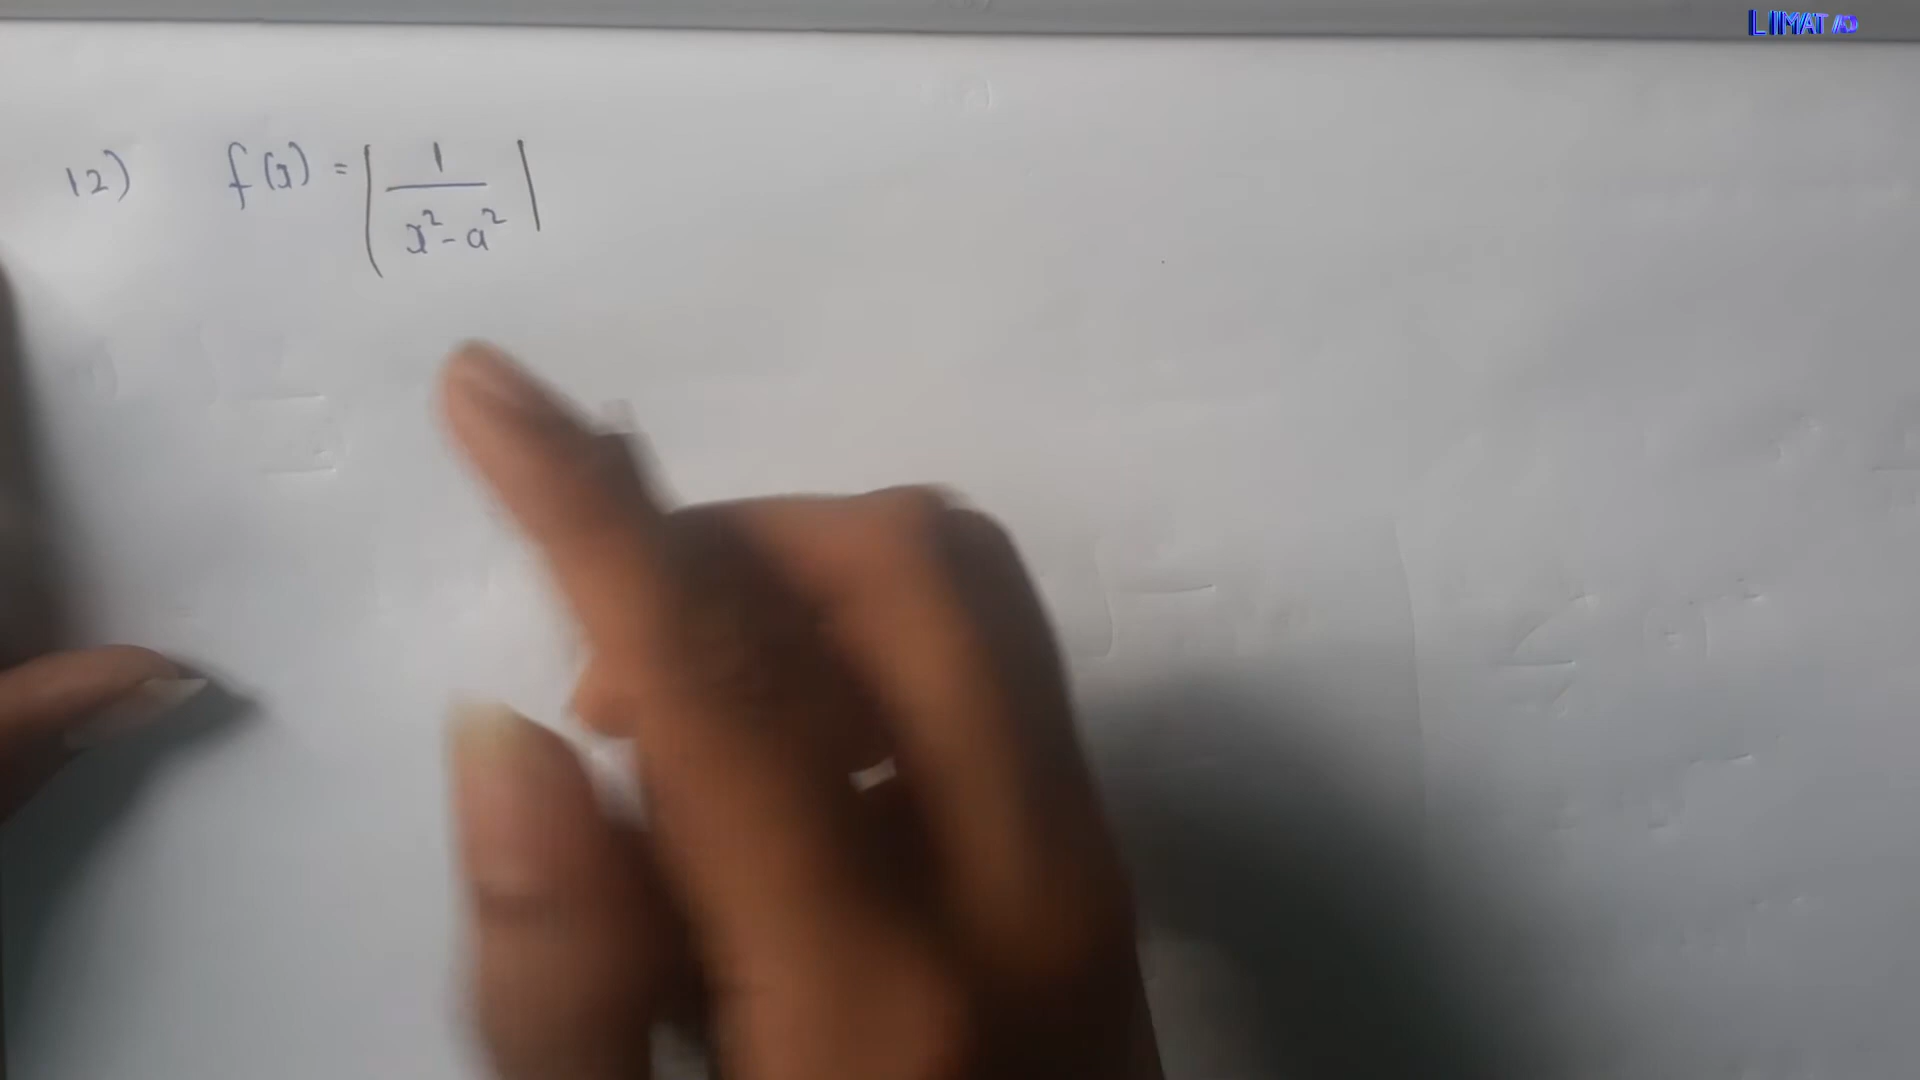 LIMAT
12) f(x) = | 1 / x² - a² |